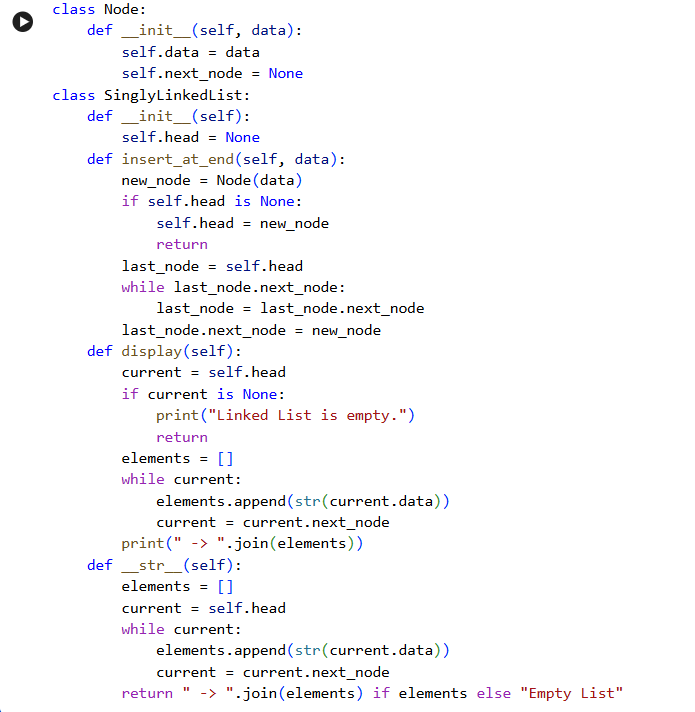 class Node:
    def __init__(self, data):
        self.data = data
        self.next_node = None
class SinglyLinkedList:
    def __init__(self):
        self.head = None
    def insert_at_end(self, data):
        new_node = Node(data)
        if self.head is None:
            self.head = new_node
            return
        last_node = self.head
        while last_node.next_node:
            last_node = last_node.next_node
        last_node.next_node = new_node
    def display(self):
        current = self.head
        if current is None:
            print("Linked List is empty.")
            return
        elements = []
        while current:
            elements.append(str(current.data))
            current = current.next_node
        print(" -> ".join(elements))
    def __str__(self):
        elements = []
        current = self.head
        while current:
            elements.append(str(current.data))
            current = current.next_node
        return " -> ".join(elements) if elements else "Empty List"